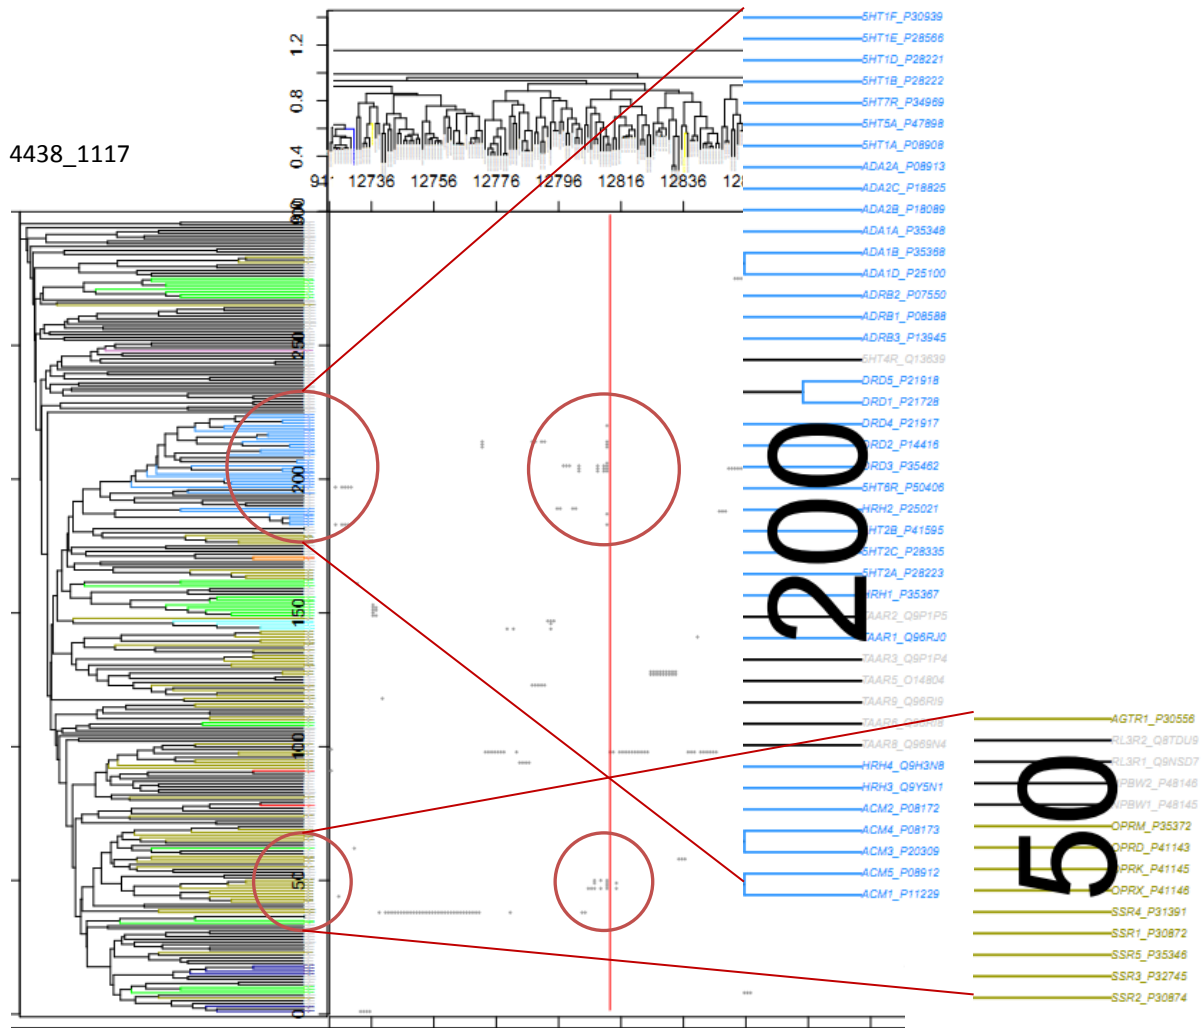 4438_1117
1.2
0.8
0.4
12736 12756 12776 12796 12816 12836
250
200
150
100
50
0
5HT1F_P30939
5HT1E_P28566
5HT1D_P28221
5HT1B_P28222
5HT7R_P34969
5HT5A_P47898
5HT1A_P08908
ADA2A_P08913
ADA2C_P18825
ADA2B_P18089
ADA1A_P35348
ADA1B_P35368
ADA1D_P25100
ADRB2_P07550
ADRB1_P08588
ADRB3_P13945
5HT4R_Q13639
DRD5_P21918
DRD1_P21728
DRD4_P21917
DRD2_P14416
DRD3_P35462
5HT6R_P50406
HRH2_P25021
5HT2B_P41595
5HT2C_P28335
5HT2A_P28223
HRH1_P35367
TAAR2_Q9P1P5
TAAR1_Q96RJ0
TAAR3_Q9P1P4
TAAR5_O14804
TAAR9_Q96RI9
TAAR8_Q969N4
HRH4_Q9H3N8
HRH3_Q9Y5N1
ACM2_P08172
ACM4_P08173
ACM3_P20309
ACM5_P08912
ACM1_P11229
200
AGTR1_P30556
RL3R2_Q8TDU9
RL3R1_Q9NSD7
NPBW2_P48146
NPBW1_P48145
OPRM_P35372
OPRD_P41143
OPRK_P41145
OPRX_P41146
SSR4_P31391
SSR1_P30872
SSR5_P35346
SSR3_P32745
SSR2_P30874
50